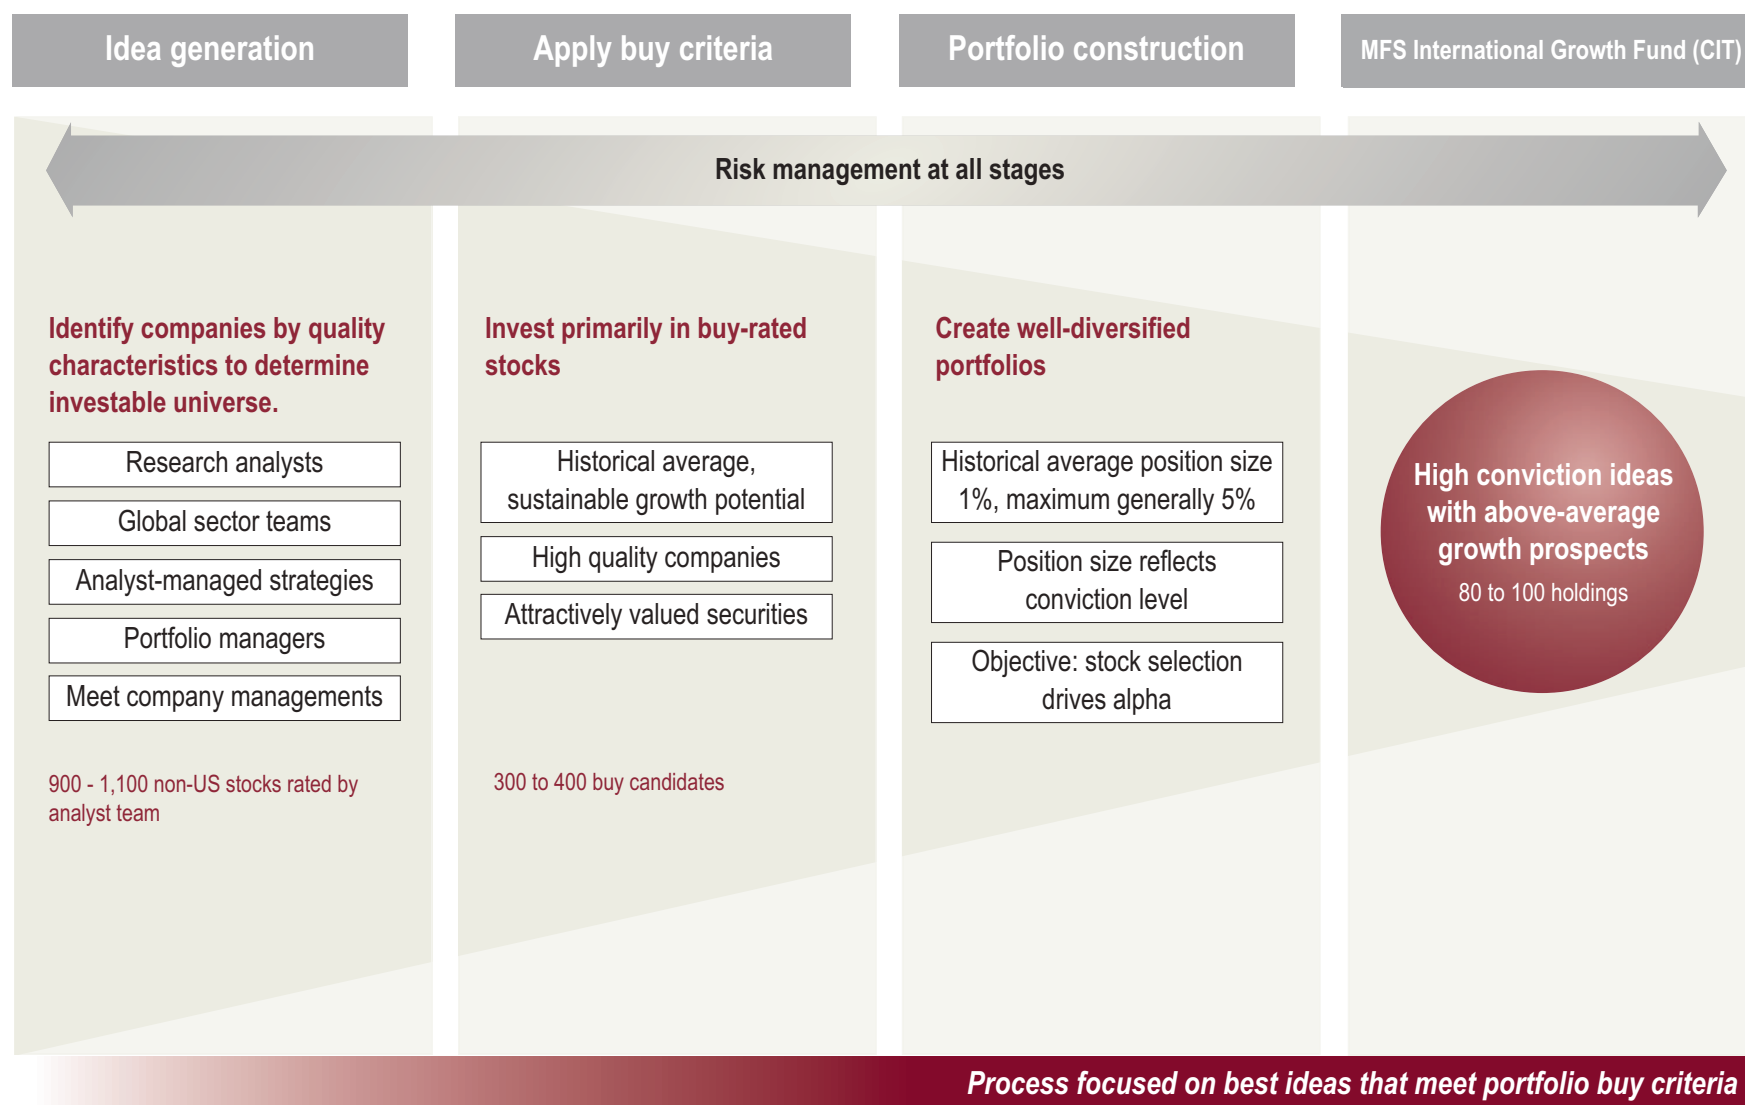 Idea generation
Apply buy criteria
Portfolio construction
MFS International Growth Fund (CIT)
Risk management at all stages
Identify companies by quality
characteristics to determine
investable universe.
Research analysts
Global sector teams
Analyst-managed strategies
Portfolio managers
Meet company managements
900 - 1,100 non-US stocks rated by
analyst team
Invest primarily in buy-rated
stocks
Historical average,
sustainable growth potential
High quality companies
Attractively valued securities
300 to 400 buy candidates
Create well-diversified
portfolios
Historical average position size
1%, maximum generally 5%
Position size reflects
conviction level
Objective: stock selection
drives alpha
High conviction ideas
with above-average
growth prospects
80 to 100 holdings
Process focused on best ideas that meet portfolio buy criteria